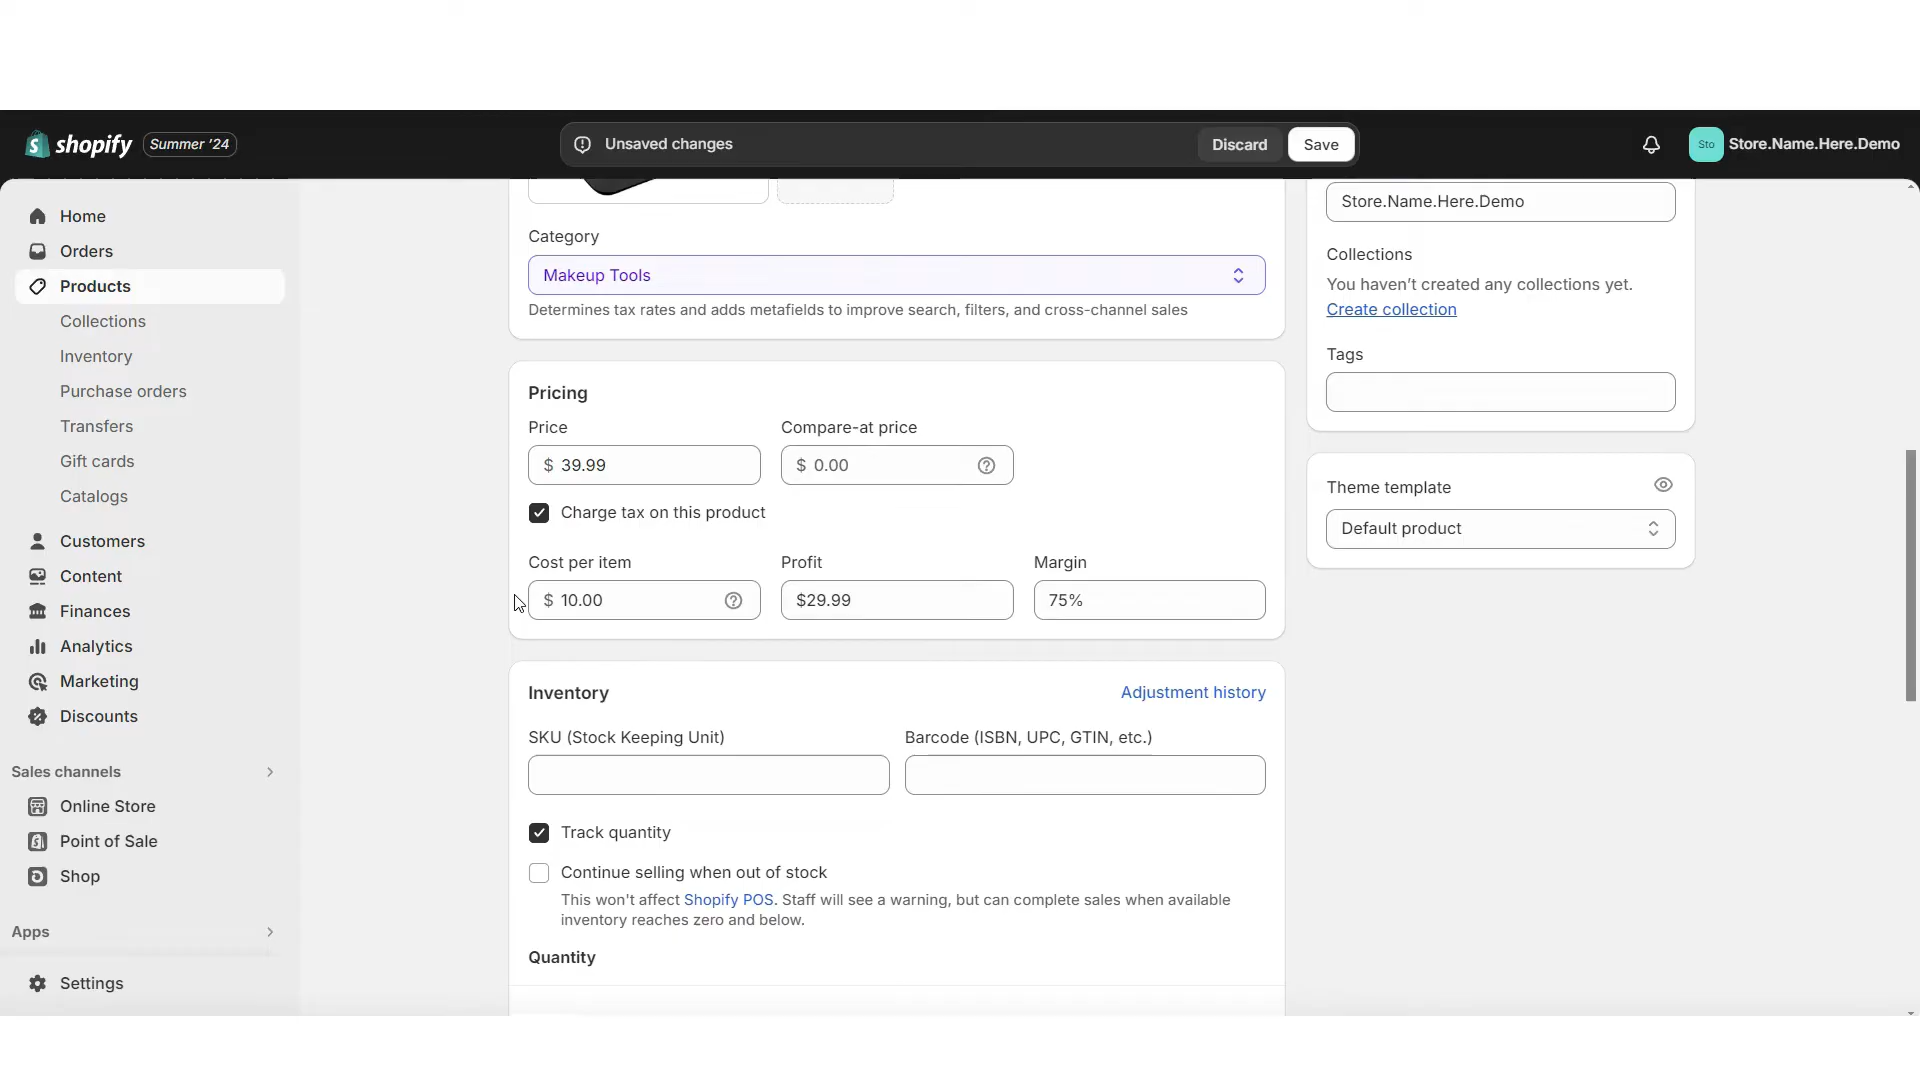 shopify Summer '24
Unsaved changes
Discard
Save
Sto
Store.Name.Here.Demo
Home
Orders
Products
Collections
Inventory
Purchase orders
Transfers
Gift cards
Catalogs
Customers
Content
Finances
Analytics
Marketing
Discounts
Sales channels
Online Store
Point of Sale
Shop
Apps
Settings
Category
Makeup Tools
Determines tax rates and adds metafields to improve search, filters, and cross-channel sales
Pricing
Price
Compare-at price
$ 39.99
$ 0.00
Charge tax on this product
Cost per item
Profit
Margin
$ 10.00
$29.99
75%
Inventory
Adjustment history
SKU (Stock Keeping Unit)
Barcode (ISBN, UPC, GTIN, etc.)
Track quantity
Continue selling when out of stock
This won't affect Shopify POS. Staff will see a warning, but can complete sales when available
inventory reaches zero and below.
Quantity
Store.Name.Here.Demo
Collections
You haven’t created any collections yet.
Create collection
Tags
Theme template
Default product